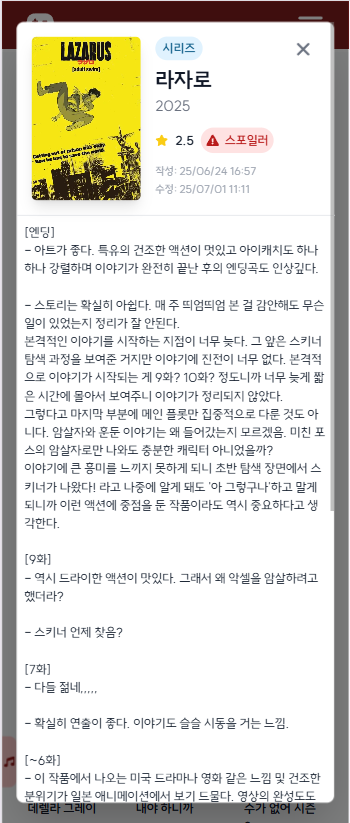 LAZARUS
[adult swim]
시리즈
라자로
2025
2.5
스포일러
작성: 25/06/24 16:57
수정: 25/07/01 11:11
[엔딩]
- 아트가 좋다. 특유의 건조한 액션이 멋있고 아이캐치도 하나
하나 강렬하며 이야기가 완전히 끝난 후의 엔딩곡도 인상깊다.
- 스토리는 확실히 아쉽다. 매 주 띄엄띄엄 본 걸 감안해도 무슨
일이 있었는지 정리가 잘 안된다.
본격적인 이야기를 시작하는 지점이 너무 늦다. 그 앞은 스키너
탐색 과정을 보여준 거지만 이야기에 진전이 너무 없다. 본격적
으로 이야기가 시작되는 게 9화? 10화? 정도니까 너무 늦게 짧
은 시간에 몰아서 보여주니 이야기가 정리되지 않았다.
그렇다고 마지막 부분에 메인 플롯만 집중적으로 다룬 것도 아
니다. 암살자와 훈둔 이야기는 왜 들어갔는지 모르겠음. 미친 포
스의 암살자로만 나와도 충분한 캐릭터 아니었을까?
이야기에 큰 흥미를 느끼지 못하게 되니 초반 탐색 장면에서 스
키너가 나왔다! 라고 나중에 알게 돼도 '아 그렇구나'하고 말게
되니까 이런 액션에 중점을 둔 작품이라도 역시 중요하다고 생
각한다.
[9화]
- 역시 드라이한 액션이 맛있다. 그래서 왜 악셀을 암살하려고
했더라?
- 스키너 언제 찾음?
[7화]
- 다들 젊네,,,,,
- 확실히 연출이 좋다. 이야기도 슬슬 시동을 거는 느낌.
[~6화]
- 이 작품에서 나오는 미국 드라마나 영화 같은 느낌 및 건조한
분위기가 일본 애니메이션에서 보기 드물다. 영상의 완성도도
데렐라 그레이
내야 하니까
수가 없어 시즌